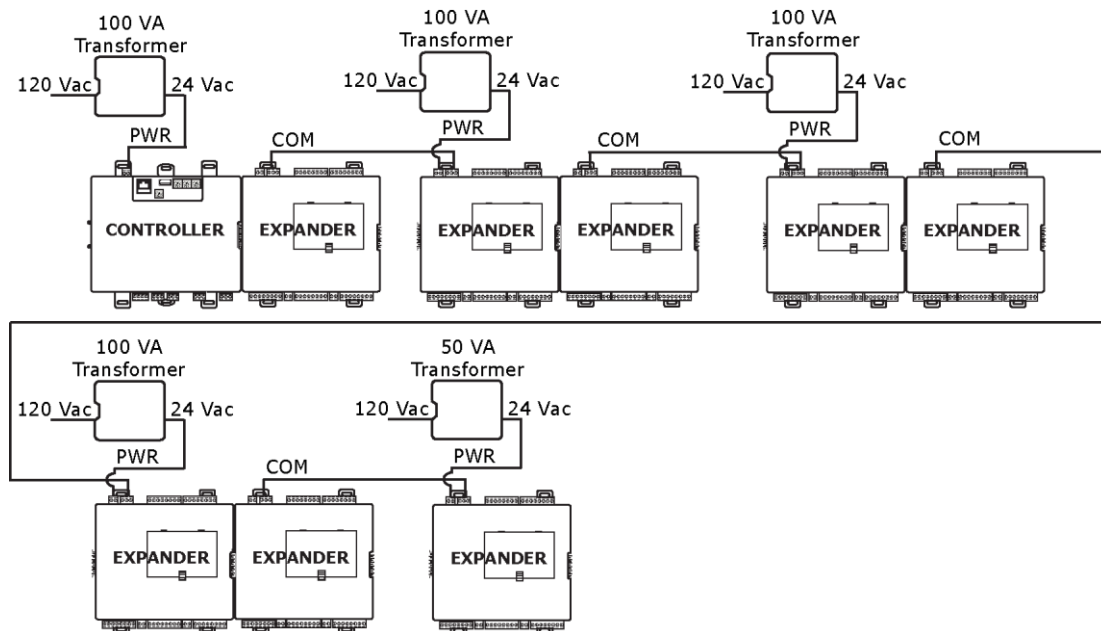 100 VA
Transformer
120 Vac
24 Vac
PWR
100 VA
Transformer
120 Vac
24 Vac
PWR
100 VA
Transformer
120 Vac
24 Vac
PWR
COM
COM
COM
CONTROLLER
EXPANDER
EXPANDER
EXPANDER
EXPANDER
EXPANDER
100 VA
Transformer
120 Vac
24 Vac
PWR
50 VA
Transformer
120 Vac
24 Vac
PWR
COM
EXPANDER
EXPANDER
EXPANDER